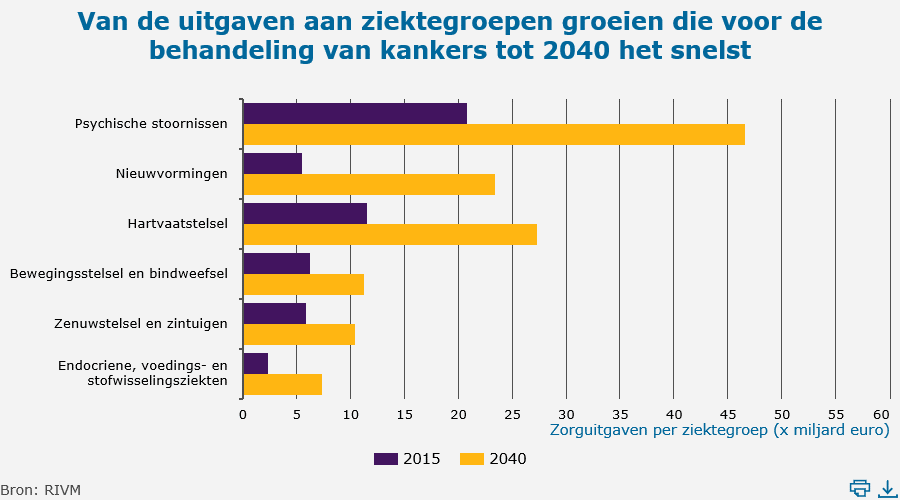 Van de uitgaven aan ziektegroepen groeien die voor de
behandeling van kankers tot 2040 het snelst
Psychische stoornissen
Nieuwvormingen
Hartvaatstelsel
Bewegingsstelsel en bindweefsel
Zenuwstelsel en zintuigen
Endocriene, voedings- en
stofwisselingsziekten
0 5 10 15 20 25 30 35 40 45 50 55 60
Zorguitgaven per ziektegroep (x miljard euro)
2015 2040
Bron: RIVM